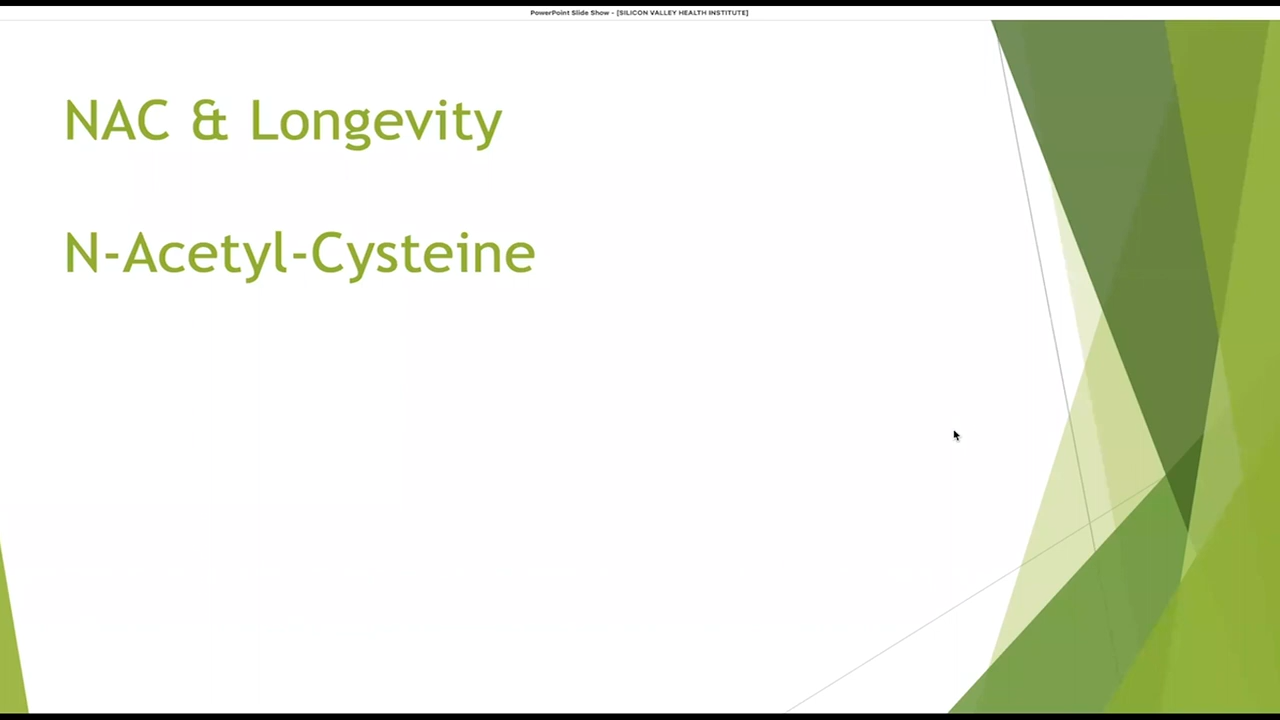 PowerPoint Slide Show - [SILICON VALLEY HEALTH INSTITUTE]
NAC & Longevity
N-Acetyl-Cysteine